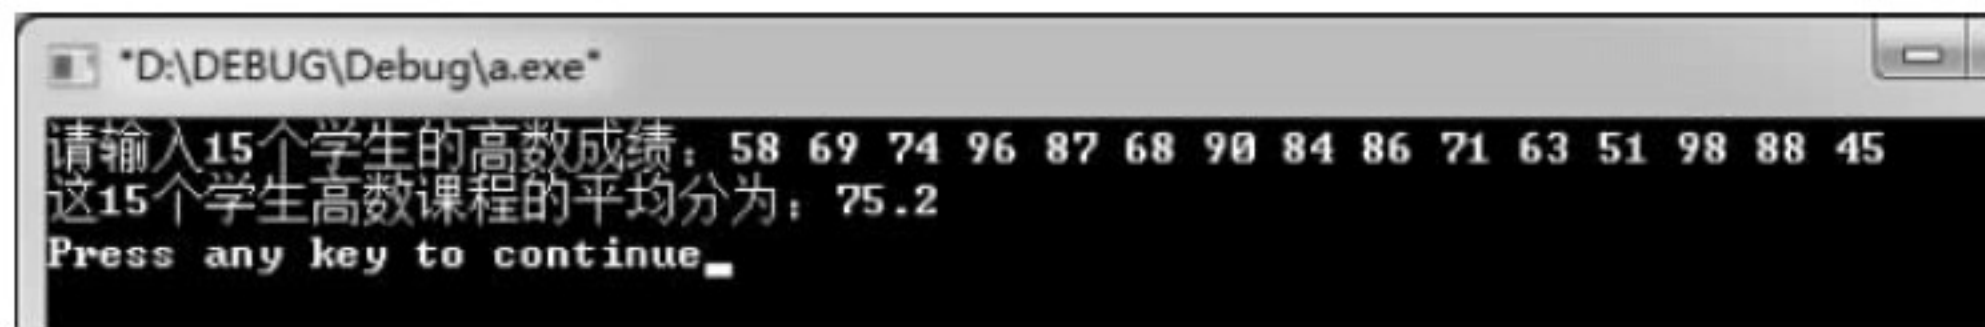 "D:\DEBUG\Debug\a.exe"
请输入15个学生的高数成绩：58 69 74 96 87 68 90 84 86 71 63 51 98 88 45
这15个学生高数课程的平均分为：75.2
Press any key to continue